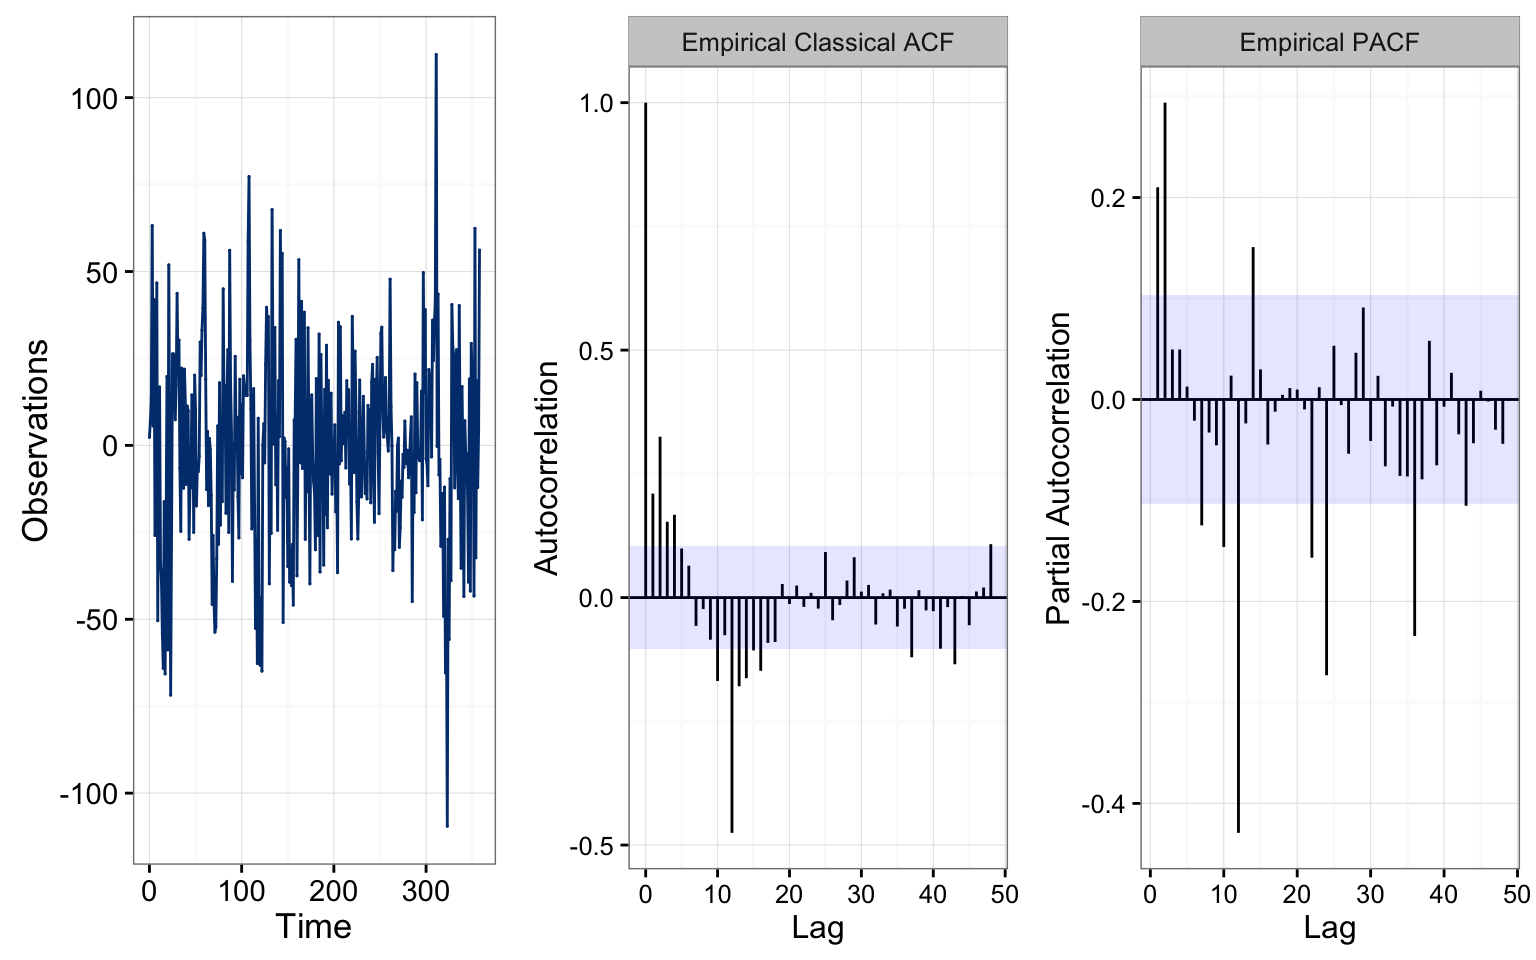 100
50
0
-50
-100
Observations
0 100 200 300
Time
Empirical Classical ACF
1.0
0.5
0.0
-0.5
Autocorrelation
0 10 20 30 40 50
Lag
Empirical PACF
0.2
0.0
-0.2
-0.4
Partial Autocorrelation
0 10 20 30 40 50
Lag